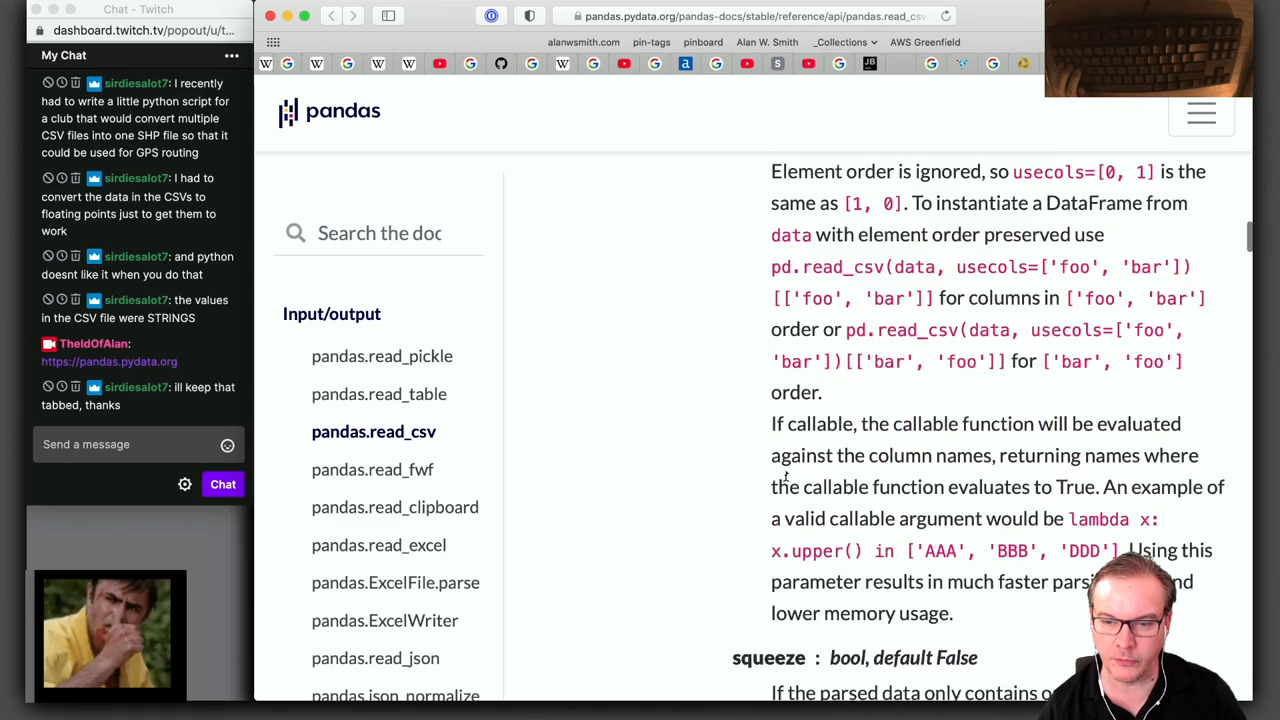 Chat - Twitch
dashboard.twitch.tv/popout/u/t...
My Chat
sirdiesalot7: I recently
had to write a little python script for
a club that would convert multiple
CSV files into one SHP file so that it
could be used for GPS routing
sirdiesalot7: I had to
convert the data in the CSVs to
floating points just to get them to
work
sirdiesalot7: and python
doesnt like it when you do that
sirdiesalot7: the values
in the CSV file were STRINGS
TheIdOfAlan:
https://pandas.pydata.org
sirdiesalot7: ill keep that
tabbed, thanks
Send a message
Chat
pandas.pydata.org/pandas-docs/stable/reference/api/pandas.read_csv
alanwsmith.com pin-tags pinboard Alan W. Smith _Collections AWS Greenfield
pandas
Search the doc
Input/output
pandas.read_pickle
pandas.read_table
pandas.read_csv
pandas.read_fwf
pandas.read_clipboard
pandas.read_excel
pandas.ExcelFile.parse
pandas.ExcelWriter
pandas.read_json
pandas.json_normalize
Element order is ignored, so usecols=[0, 1] is the
same as [1, 0]. To instantiate a DataFrame from
data with element order preserved use
pd.read_csv(data, usecols=['foo', 'bar'])
[['foo', 'bar']] for columns in ['foo', 'bar']
order or pd.read_csv(data, usecols=['foo',
'bar'])[['bar', 'foo']] for ['bar', 'foo']
order.
If callable, the callable function will be evaluated
against the column names, returning names where
the callable function evaluates to True. An example of
a valid callable argument would be lambda x:
x.upper() in ['AAA', 'BBB', 'DDD']. Using this
parameter results in much faster
lower memory usage.
squeeze : bool, default False
If the parsed data only contains